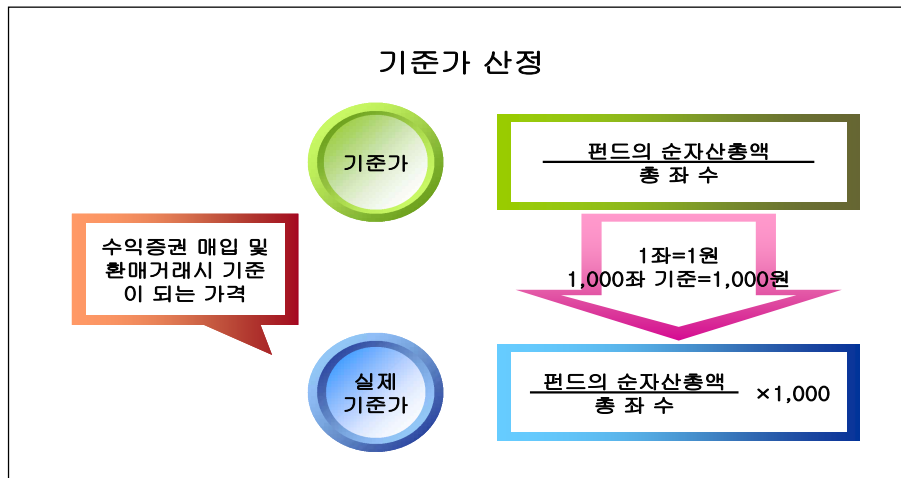 기준가 산정
기준가
펀드의 순자산총액
총 좌 수
수익증권 매입 및
환매거래시 기준
이 되는 가격
1좌=1원
1,000좌 기준=1,000원
실제
기준가
펀드의 순자산총액
총 좌 수
×1,000